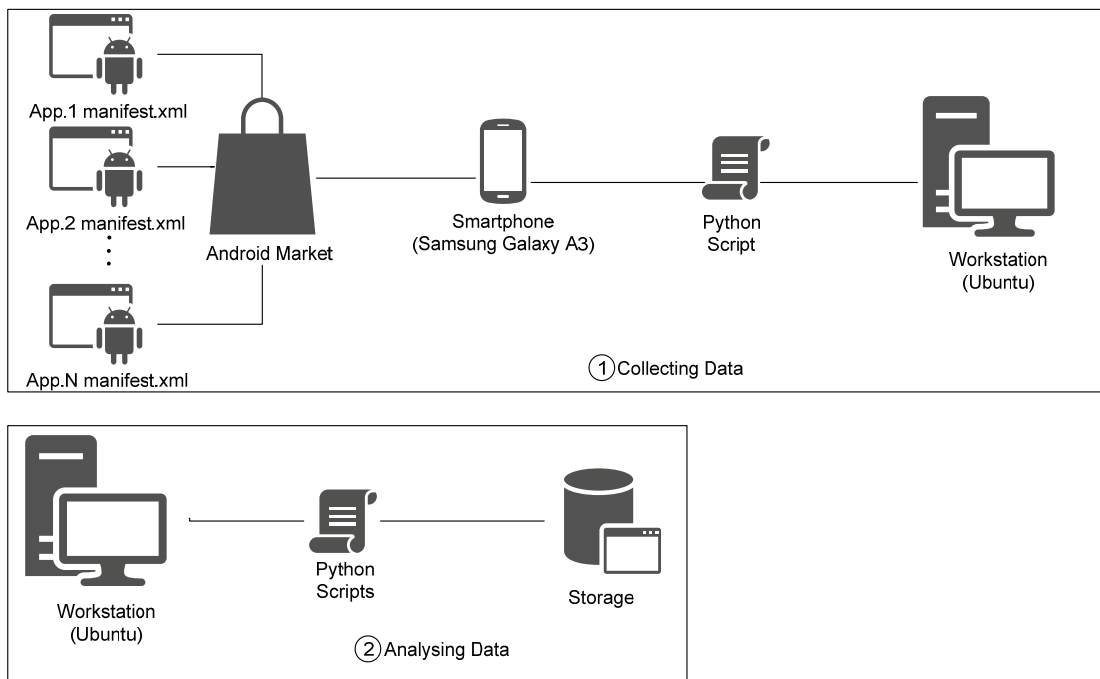 App.1 manifest.xml
App.2 manifest.xml
App.N manifest.xml
Android Market
Smartphone
(Samsung Galaxy A3)
Python
Script
Workstation
(Ubuntu)
1 Collecting Data
Workstation
(Ubuntu)
Python
Scripts
Storage
2 Analysing Data